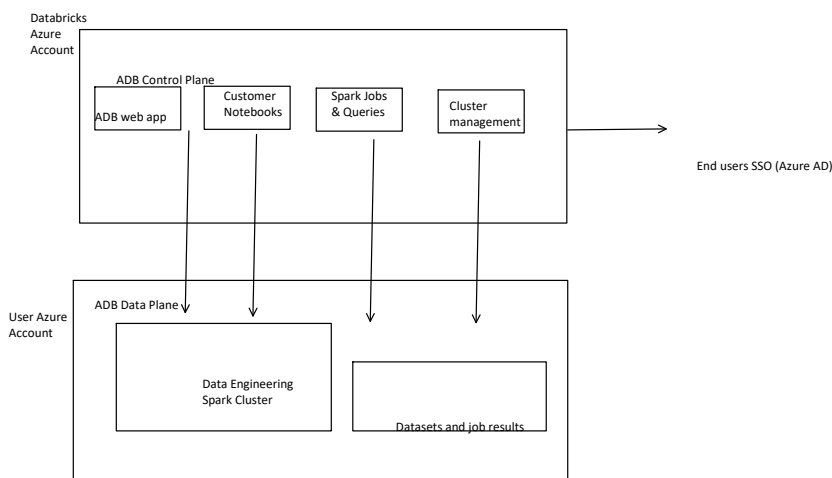 Databricks
Azure
Account
ADB Control Plane
ADB web app
Customer
Notebooks
Spark Jobs
& Queries
Cluster
management
End users SSO (Azure AD)
User Azure
Account
ADB Data Plane
Data Engineering
Spark Cluster
Datasets and job results